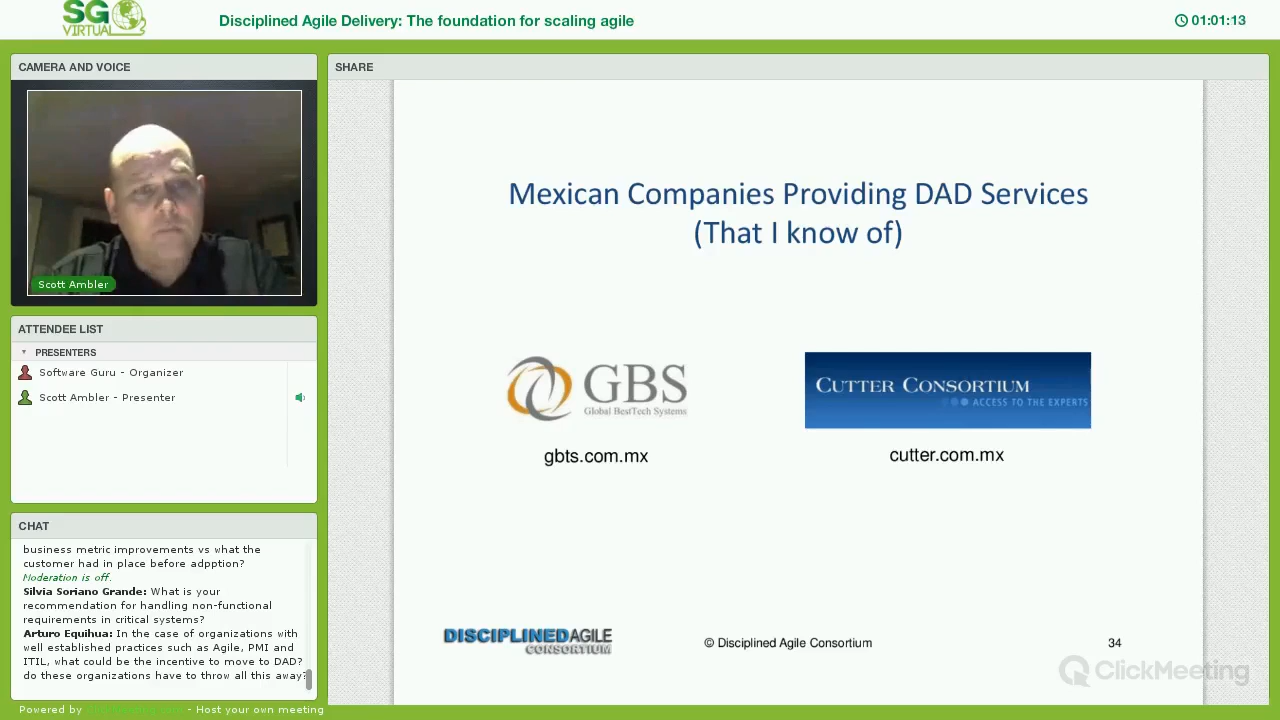 SG
VIRTUAL
Disciplined Agile Delivery: The foundation for scaling agile
01:01:13
CAMERA AND VOICE
Scott Ambler
ATTENDEE LIST
PRESENTERS
Software Guru - Organizer
Scott Ambler - Presenter
CHAT
business metric improvements vs what the
customer had in place before adpption?
Moderation is off.
Silvia Soriano Grande: What is your
recommendation for handling non-functional
requirements in critical systems?
Arturo Equihua: In the case of organizations with
well established practices such as Agile, PMI and
ITIL, what could be the incentive to move to DAD?
do these organizations have to throw all this away?
Powered by - Host your own meeting
SHARE
Mexican Companies Providing DAD Services
(That I know of)
GBS
Global BestTech Systems
gbts.com.mx
CUTTER CONSORTIUM
ACCESS TO THE EXPERTS
cutter.com.mx
DISCIPLINEDAGILE
CONSORTIUM
© Disciplined Agile Consortium
34
ClickMeeting